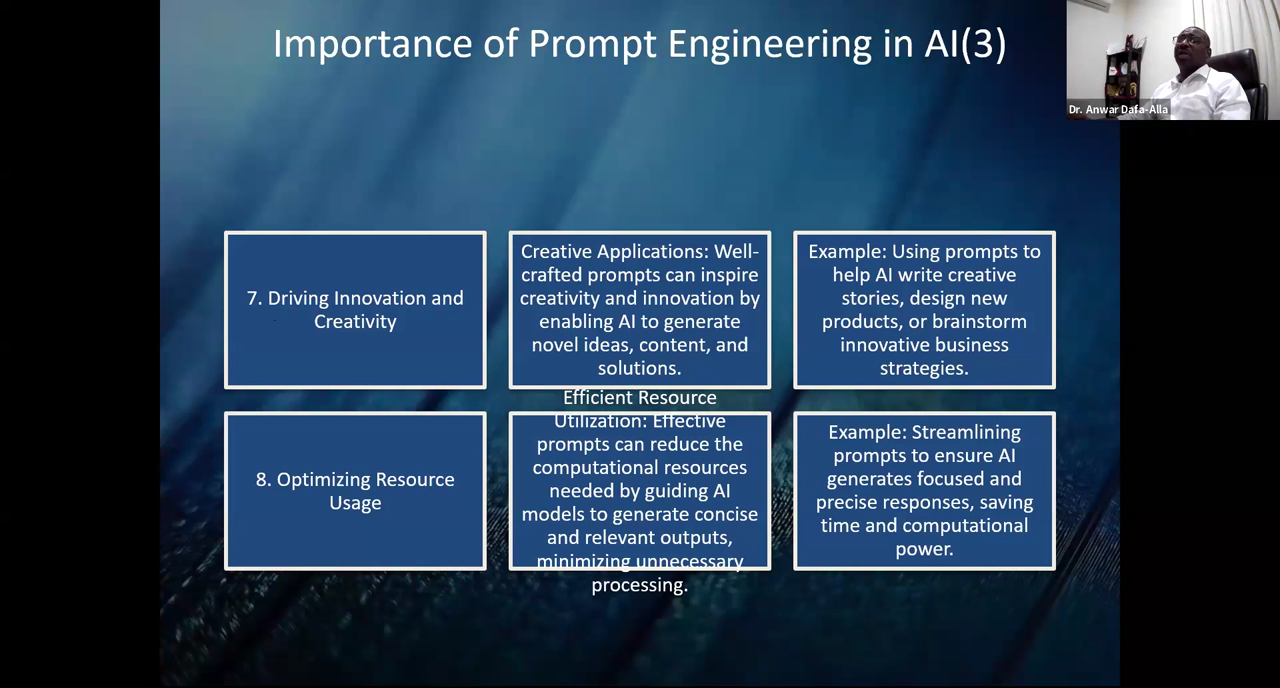 Importance of Prompt Engineering in AI(3)
Dr. Anwar Dafa-Alla
7. Driving Innovation and
Creativity
Creative Applications: Well-
crafted prompts can inspire
creativity and innovation by
enabling AI to generate
novel ideas, content, and
solutions.
Example: Using prompts to
help AI write creative
stories, design new
products, or brainstorm
innovative business
strategies.
8. Optimizing Resource
Usage
Efficient Resource
Utilization: Effective
prompts can reduce the
computational resources
needed by guiding AI
models to generate concise
and relevant outputs,
minimizing unnecessary
processing.
Example: Streamlining
prompts to ensure AI
generates focused and
precise responses, saving
time and computational
power.